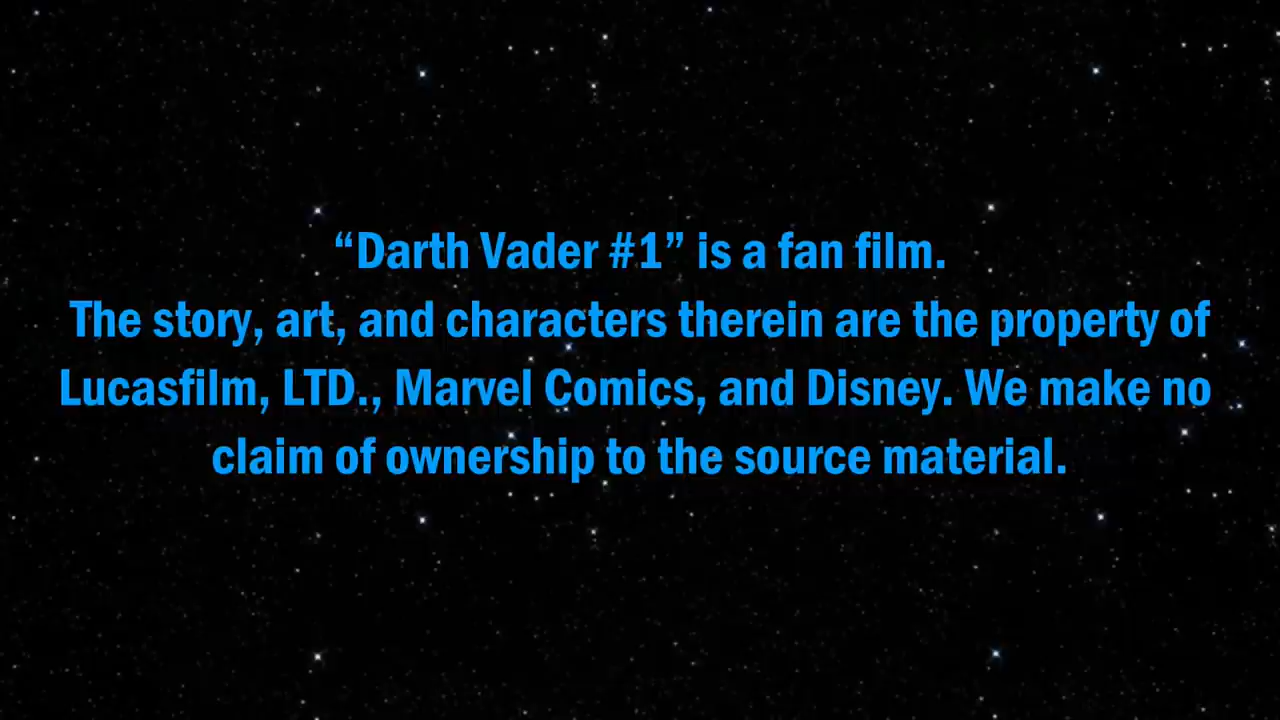 “Darth Vader #1” is a fan film.
The story, art, and characters therein are the property of
Lucasfilm, LTD., Marvel Comics, and Disney. We make no
claim of ownership to the source material.